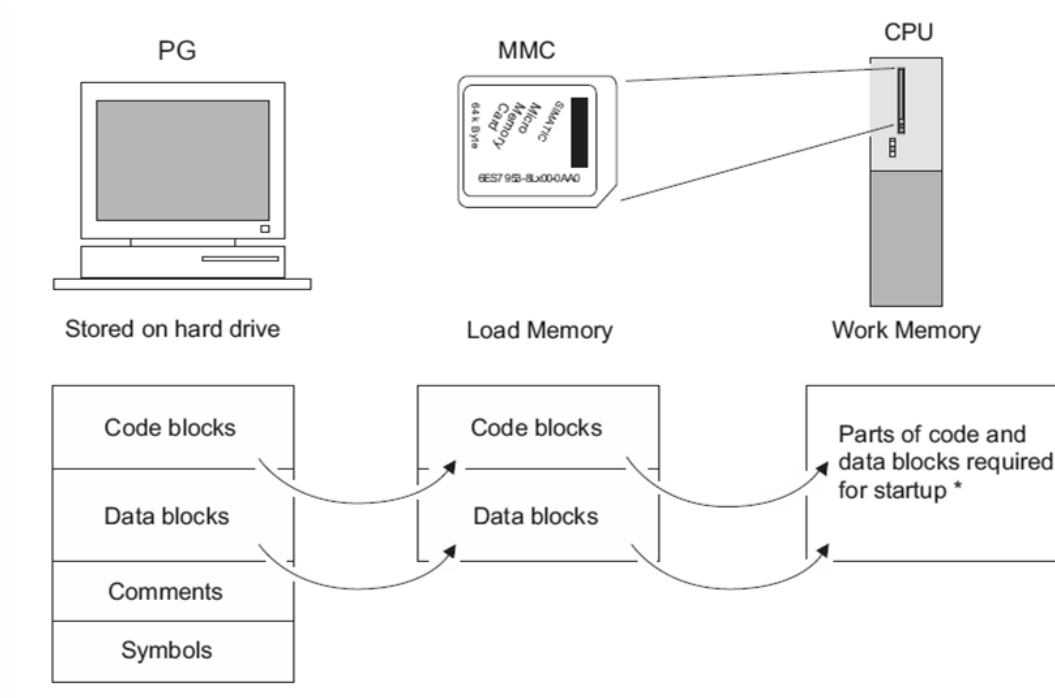 PG
MMC
CPU
SIMATIC
Micro
Memory
Card
64 k Byte
6ES7 953-8Lx00-0AA0
Stored on hard drive
Load Memory
Work Memory
Code blocks
Code blocks
Parts of code and
data blocks required
for startup *
Data blocks
Data blocks
Comments
Symbols